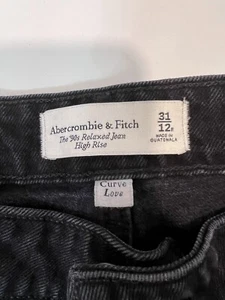 Abercrombie & Fitch
The '90s Relaxed Jean
High Rise
31
12R
MADE IN
GUATEMALA
Curve
Love